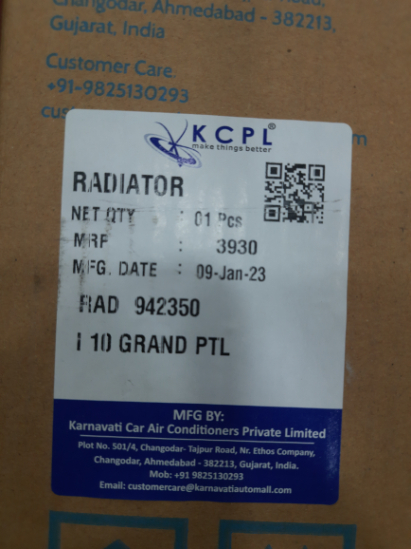 Changodar, Ahmedabad - 382213,
Gujarat, India
Customer Care
+91-9825130293
KCPL
make things better
RADIATOR
NET QTY : 01 Pcs
MRP : 3930
MFG. DATE : 09-Jan-23
RAD 942350
I 10 GRAND PTL
MFG BY:
Karnavati Car Air Conditioners Private Limited
Plot No. 501/4, Changodar- Tajpur Road, Nr. Ethos Company,
Changodar, Ahmedabad - 382213, Gujarat, India.
Mob: +91 9825130293
Email: customercare@karnavatiautomall.com